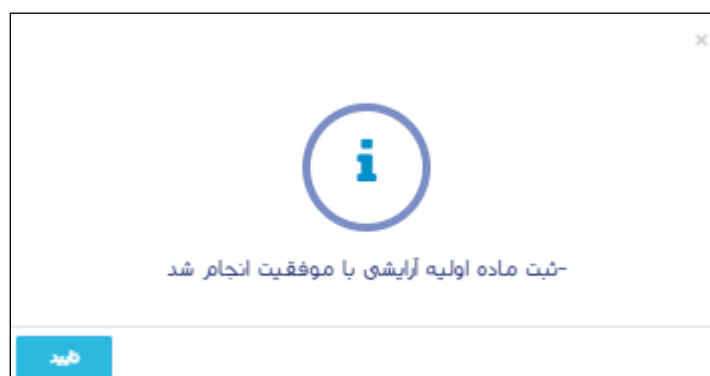 ×
-ثبت ماده اولیه آرایشی با موفقیت انجام شد
تایید